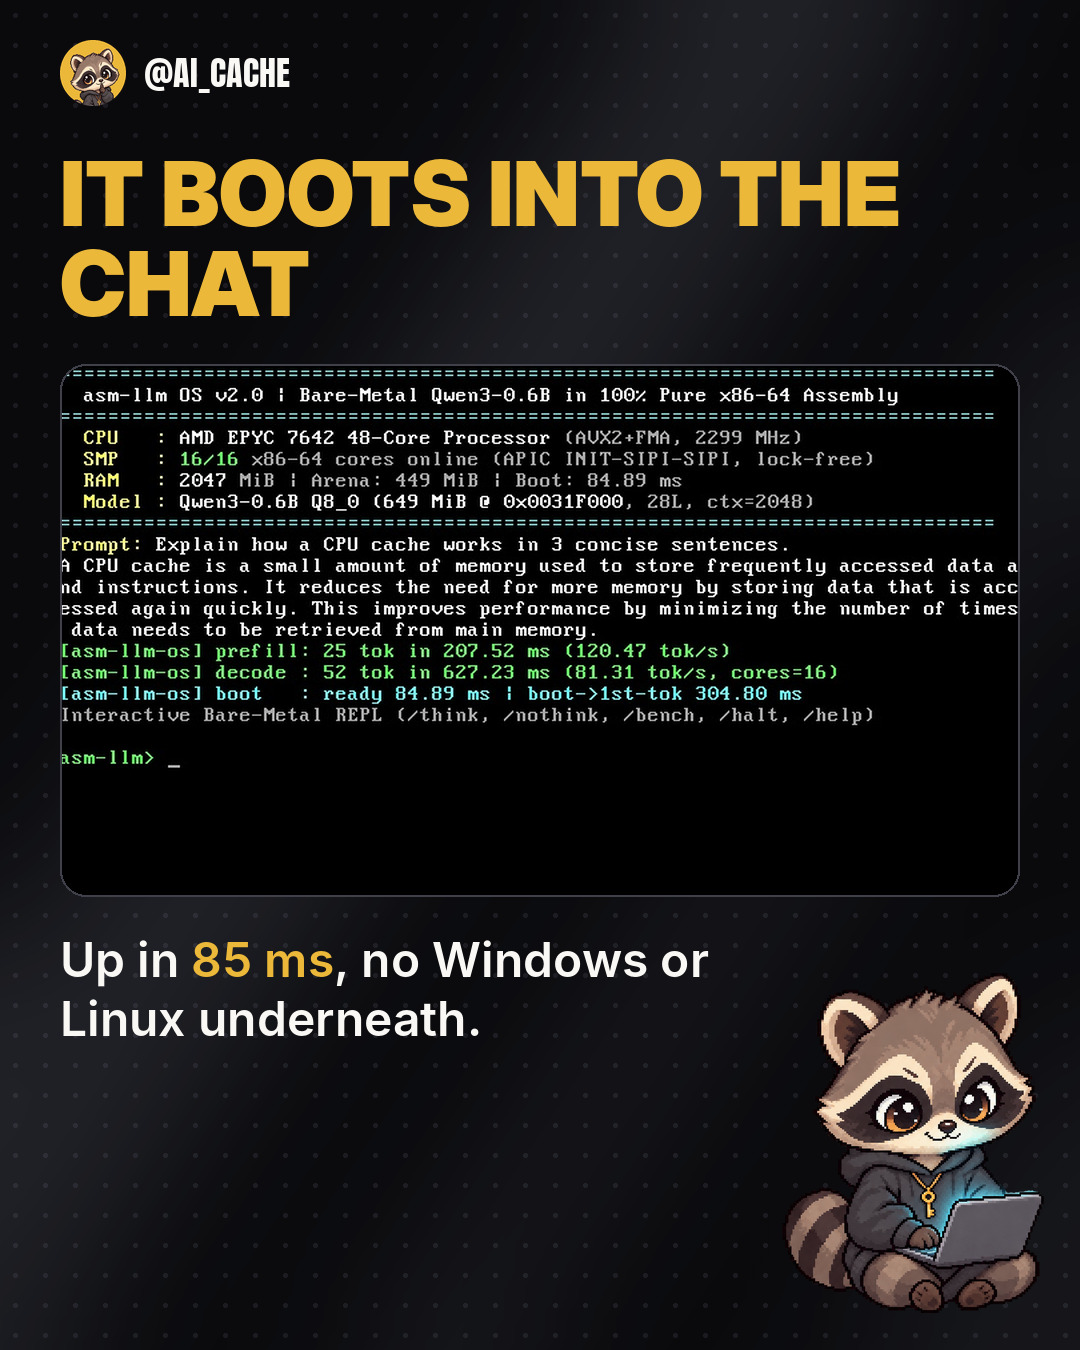 @AI_CACHE
IT BOOTS INTO THE
CHAT
==============================================================================
asm-llm OS v2.0 ¦ Bare-Metal Qwen3-0.6B in 100% Pure x86-64 Assembly
==============================================================================
CPU : AMD EPYC 7642 48-Core Processor (AVX2+FMA, 2299 MHz)
SMP : 16/16 x86-64 cores online (APIC INIT-SIPI-SIPI, lock-free)
RAM : 2047 MiB ¦ Arena: 449 MiB ¦ Boot: 84.89 ms
Model : Qwen3-0.6B Q8_0 (649 MiB @ 0x0031F000, 28L, ctx=2048)
==============================================================================
Prompt: Explain how a CPU cache works in 3 concise sentences.
A CPU cache is a small amount of memory used to store frequently accessed data a
nd instructions. It reduces the need for more memory by storing data that is acc
essed again quickly. This improves performance by minimizing the number of times
data needs to be retrieved from main memory.
[asm-llm-os] prefill: 25 tok in 207.52 ms (120.47 tok/s)
[asm-llm-os] decode : 52 tok in 627.23 ms (81.31 tok/s, cores=16)
[asm-llm-os] boot : ready 84.89 ms ¦ boot->1st-tok 304.80 ms
Interactive Bare-Metal REPL (/think, /nothink, /bench, /halt, /help)
asm-llm> _
Up in 85 ms, no Windows or
Linux underneath.